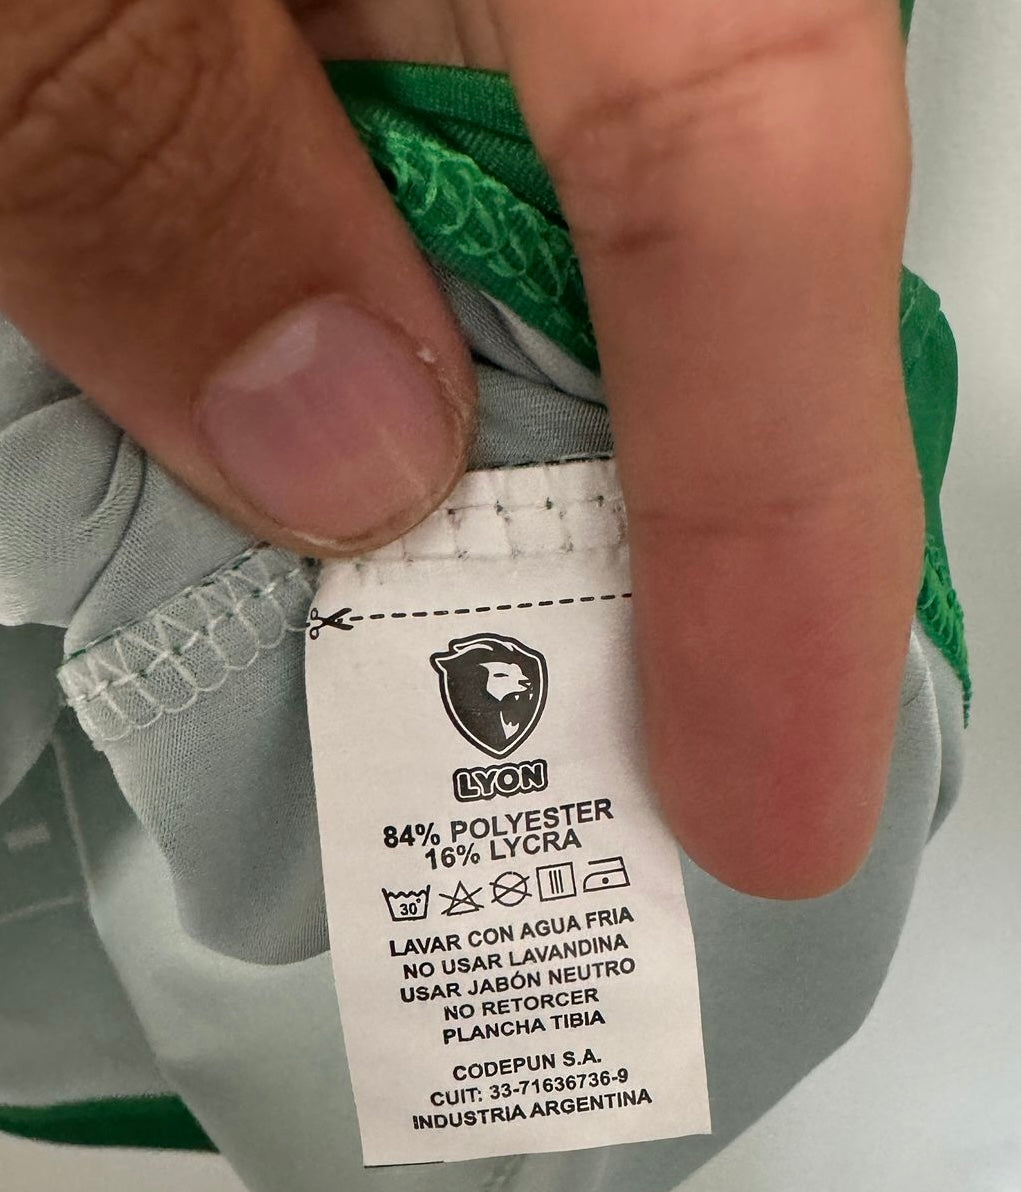 LYON
84% POLYESTER
16% LYCRA
30°
LAVAR CON AGUA FRIA
NO USAR LAVANDINA
USAR JABÓN NEUTRO
NO RETORCER
PLANCHA TIBIA
CODEPUN S.A.
CUIT: 33-71636736-9
INDUSTRIA ARGENTINA